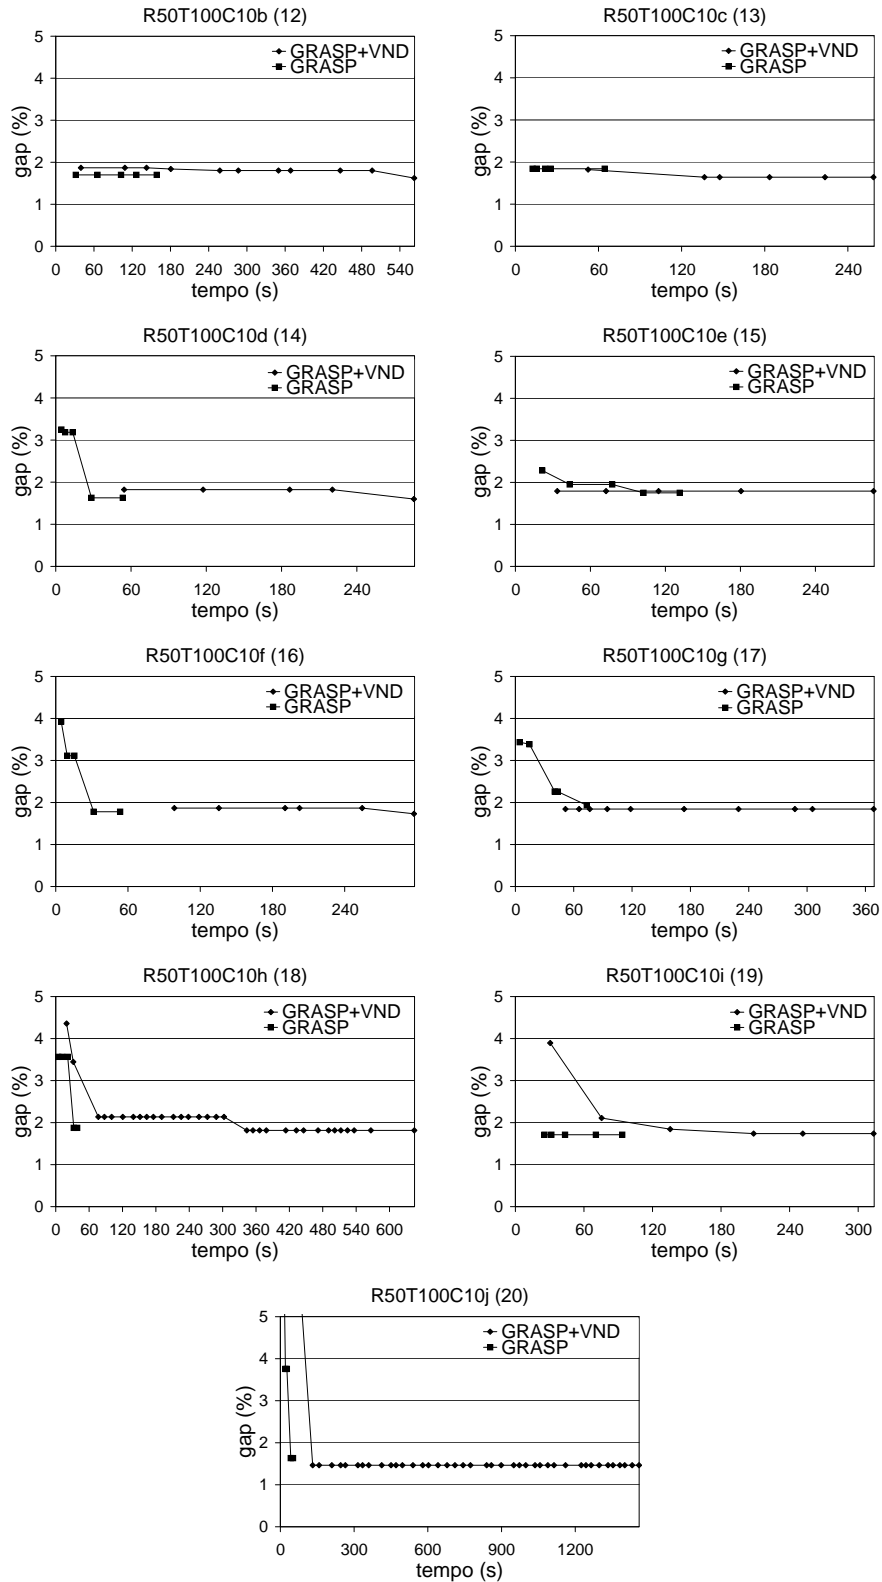 R50T100C10b (12)
5
4
3
2
1
0
gap (%)
GRASP+VND
GRASP
0 60 120 180 240 300 360 420 480 540
tempo (s)
R50T100C10c (13)
5
4
3
2
1
0
gap (%)
GRASP+VND
GRASP
0 60 120 180 240
tempo (s)
R50T100C10d (14)
5
4
3
2
1
0
gap (%)
GRASP+VND
GRASP
0 60 120 180 240
tempo (s)
R50T100C10e (15)
5
4
3
2
1
0
gap (%)
GRASP+VND
GRASP
0 60 120 180 240
tempo (s)
R50T100C10f (16)
5
4
3
2
1
0
gap (%)
GRASP+VND
GRASP
0 60 120 180 240
tempo (s)
R50T100C10g (17)
5
4
3
2
1
0
gap (%)
GRASP+VND
GRASP
0 60 120 180 240 300 360
tempo (s)
R50T100C10h (18)
5
4
3
2
1
0
gap (%)
GRASP+VND
GRASP
0 60 120 180 240 300 360 420 480 540 600
tempo (s)
R50T100C10i (19)
5
4
3
2
1
0
gap (%)
GRASP+VND
GRASP
0 60 120 180 240 300
tempo (s)
R50T100C10j (20)
5
4
3
2
1
0
gap (%)
GRASP+VND
GRASP
0 300 600 900 1200
tempo (s)